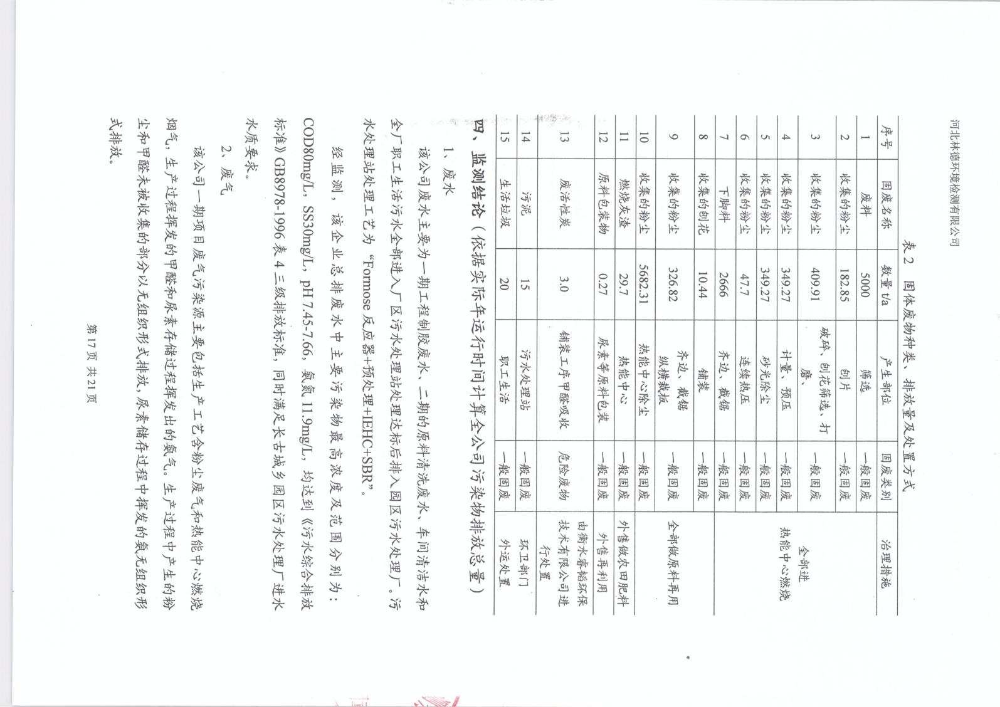 河北林德环境检测有限公司
表2 固体废物种类、排放量及处置方式
序号 固废名称 数量 t/a 产生部位 固废类别 治理措施
1 废料 5000 筛选 一般固废 全部进
热能中心燃烧
2 收集的粉尘 182.85 刨片 一般固废
3 收集的粉尘 409.91 破碎、刨花筛选、打
磨、 一般固废
4 收集的粉尘 349.27 计量、预压 一般固废
5 收集的粉尘 349.27 砂光除尘 一般固废
6 收集的粉尘 47.7 连续热压 一般固废
7 下脚料 2666 齐边、截锯 一般固废
8 收集的刨花 10.44 铺装 一般固废 全部做原料再用
9 收集的粉尘 326.82 齐边、截锯
纵横裁板 一般固废
10 收集的粉尘 5682.31 热能中心除尘 一般固废
11 燃烧灰渣 29.7 热能中心 一般固废 外售做农田肥料
12 原料包装物 0.27 尿素等原料包装 一般固废 外售再利用
13 废活性炭 3.0 铺装工序甲醛吸收 危险废物 由衡水睿韬环保
技术有限公司进
行处置
14 污泥 15 污水处理站 一般固废 环卫部门
外运处置
15 生活垃圾 20 职工生活 一般固废
四、监测结论（依据实际年运行时间计算全公司污染物排放总量）
1、废水
该公司废水主要为一期工程制胶废水、二期的原料清洗废水、车间清洁水和
全厂职工生活污水全部进入厂区污水处理站处理达标后排入园区污水处理厂。污
水处理站处理工艺为“Formose 反应器+预处理+IEHC+SBR”。
经监测，该企业总排废水中主要污染物最高浓度及范围分别为：
COD80mg/L，SS30mg/L，pH 7.45-7.66，氨氮 11.9mg/L，均达到《污水综合排放
标准》GB8978-1996 表 4 三级排放标准，同时满足长古城乡园区污水处理厂进水
水质要求。
2、废气
该公司一期项目废气污染源主要包括生产工艺含粉尘废气和热能中心燃烧
烟气，生产过程挥发的甲醛和尿素存储过程挥发出的氨气。生产过程中产生的粉
尘和甲醛未被收集的部分以无组织形式排放，尿素储存过程中挥发的氨无组织形
式排放。
第 17 页 共 21 页